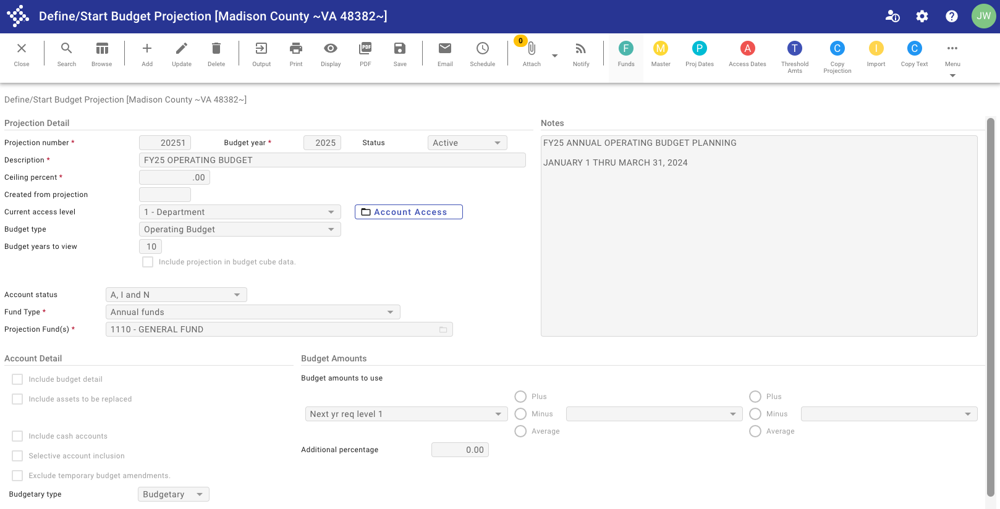 Define/Start Budget Projection [Madison County ~VA 48382~]
JW
Close
Search
Browse
Add
Update
Delete
Output
Print
Display
PDF
PDF
Save
Email
Schedule
0
Attach
Notify
F
Funds
M
Master
P
Proj Dates
A
Access Dates
T
Threshold
Amts
C
Copy
Projection
I
Import
C
Copy Text
Menu
Define/Start Budget Projection [Madison County ~VA 48382~]
Projection Detail
Projection number * 20251 Budget year * 2025 Status Active
Description * FY25 OPERATING BUDGET
Ceiling percent * .00
Created from projection
Current access level 1 - Department Account Access
Budget type Operating Budget
Budget years to view 10
Include projection in budget cube data.
Account status A, I and N
Fund Type * Annual funds
Projection Fund(s) * 1110 - GENERAL FUND
Notes
FY25 ANNUAL OPERATING BUDGET PLANNING
JANUARY 1 THRU MARCH 31, 2024
Account Detail
Include budget detail
Include assets to be replaced
Include cash accounts
Selective account inclusion
Exclude temporary budget amendments.
Budgetary type Budgetary
Budget Amounts
Budget amounts to use
Plus Plus
Next yr req level 1 Minus Minus
Average Average
Additional percentage 0.00